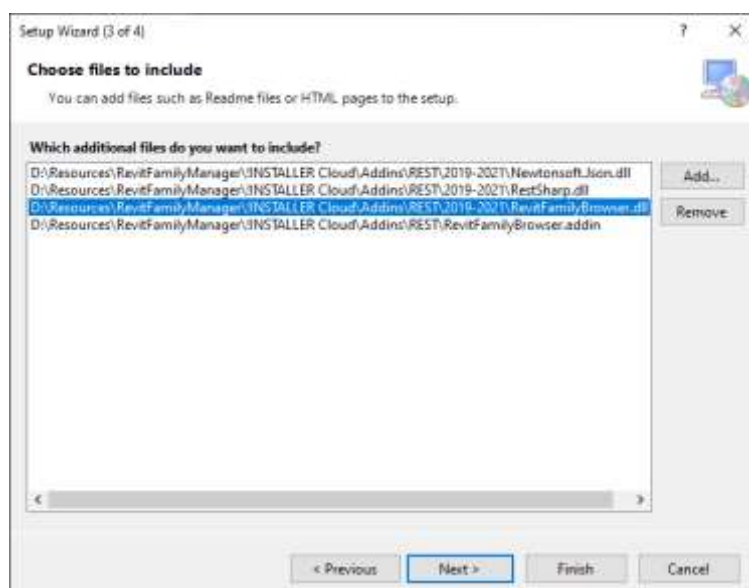 Setup Wizard (3 of 4)
?
Choose files to include
You can add files such as Readme files or HTML pages to the setup.
Which additional files do you want to include?
D:\Resources\RevitFamilyManager\!INSTALLER Cloud\Addins\REST\2019-2021\Newtonsoft.Json.dll
D:\Resources\RevitFamilyManager\!INSTALLER Cloud\Addins\REST\2019-2021\RestSharp.dll
D:\Resources\RevitFamilyManager\!INSTALLER Cloud\Addins\REST\2019-2021\RevitFamilyBrowser.dll
D:\Resources\RevitFamilyManager\!INSTALLER Cloud\Addins\REST\RevitFamilyBrowser.addin
Add...
Remove
< Previous
Next >
Finish
Cancel